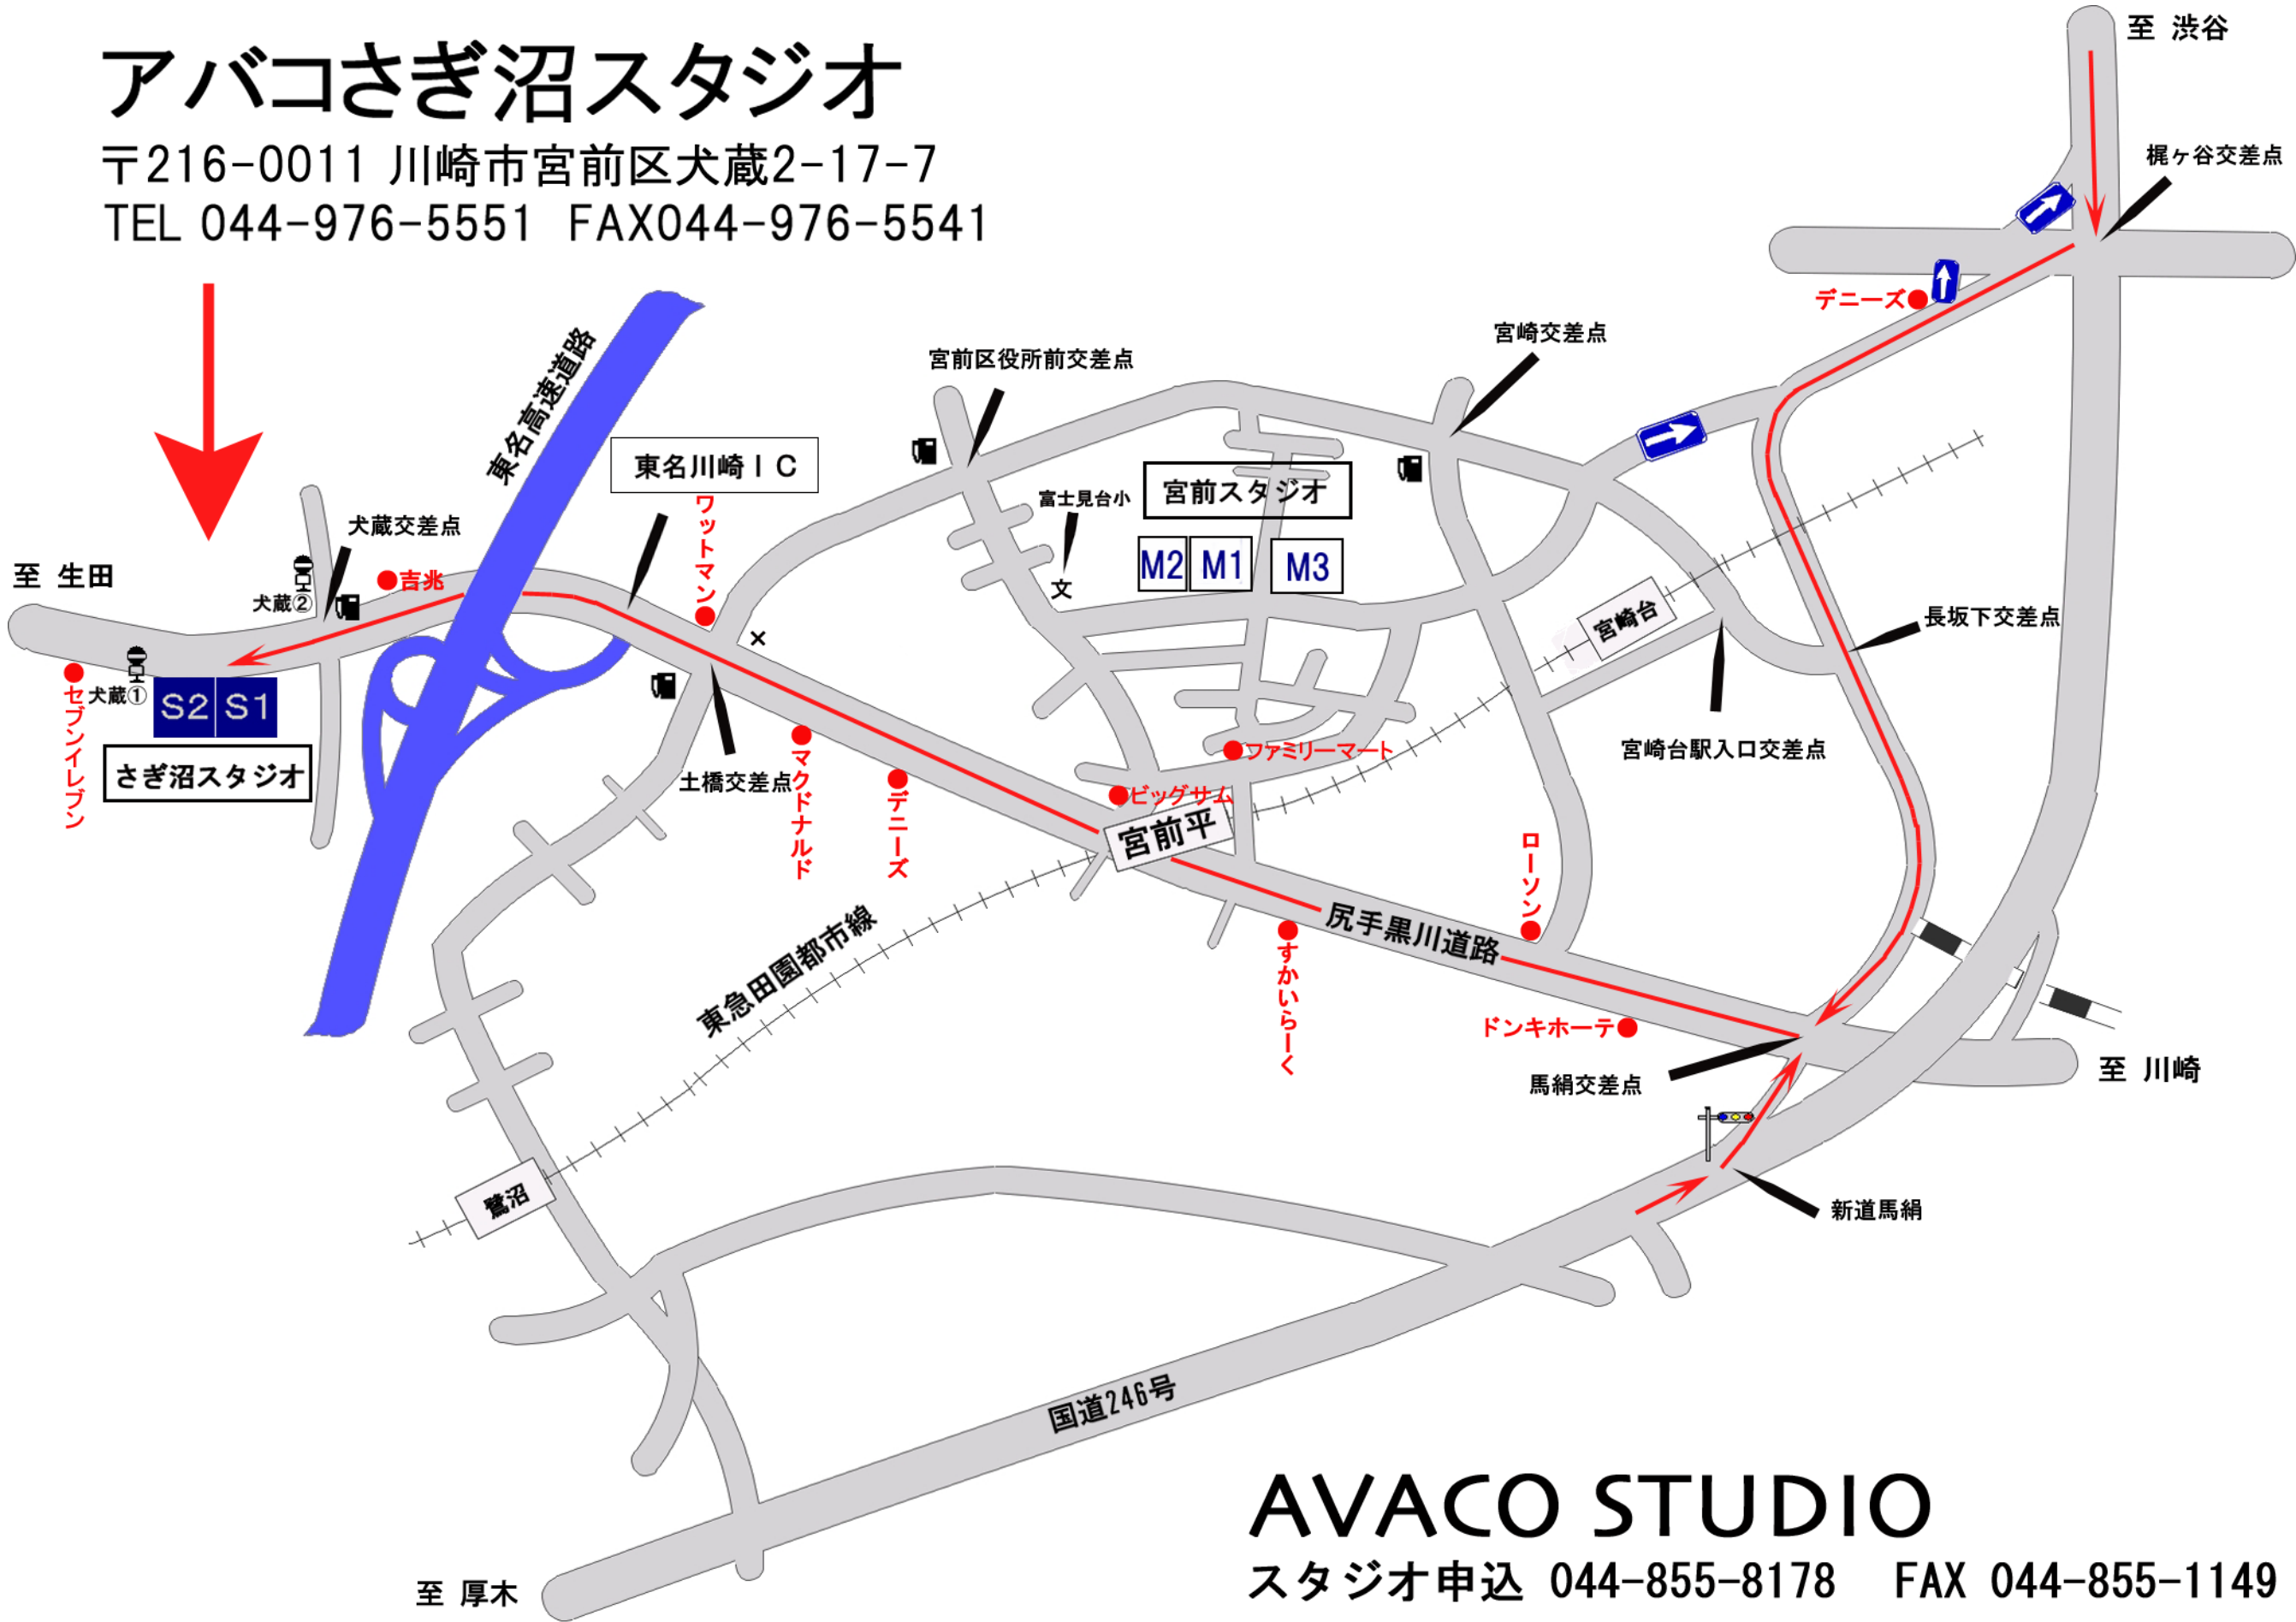 アバコさぎ沼スタジオ
〒216-0011 川崎市宮前区犬蔵2-17-7
TEL 044-976-5551 FAX044-976-5541
至 渋谷
梶ヶ谷交差点
デニーズ
宮崎交差点
宮前区役所前交差点
東名高速道路
東名川崎IC
ワットマン
富士見台小
文
宮前スタジオ
M2
M1
M3
犬蔵交差点
吉兆
至 生田
犬蔵②
犬蔵①
セブンイレブン
S2
S1
さぎ沼スタジオ
宮崎台
長坂下交差点
宮崎台駅入口交差点
土橋交差点
マクドナルド
デニーズ
ファミリーマート
ビッグサム
宮前平
ローソン
尻手黒川道路
すかいらーく
東急田園都市線
ドンキホーテ
馬絹交差点
至 川崎
新道馬絹
鷺沼
国道246号
至 厚木
AVACO STUDIO
スタジオ申込 044-855-8178 FAX 044-855-1149